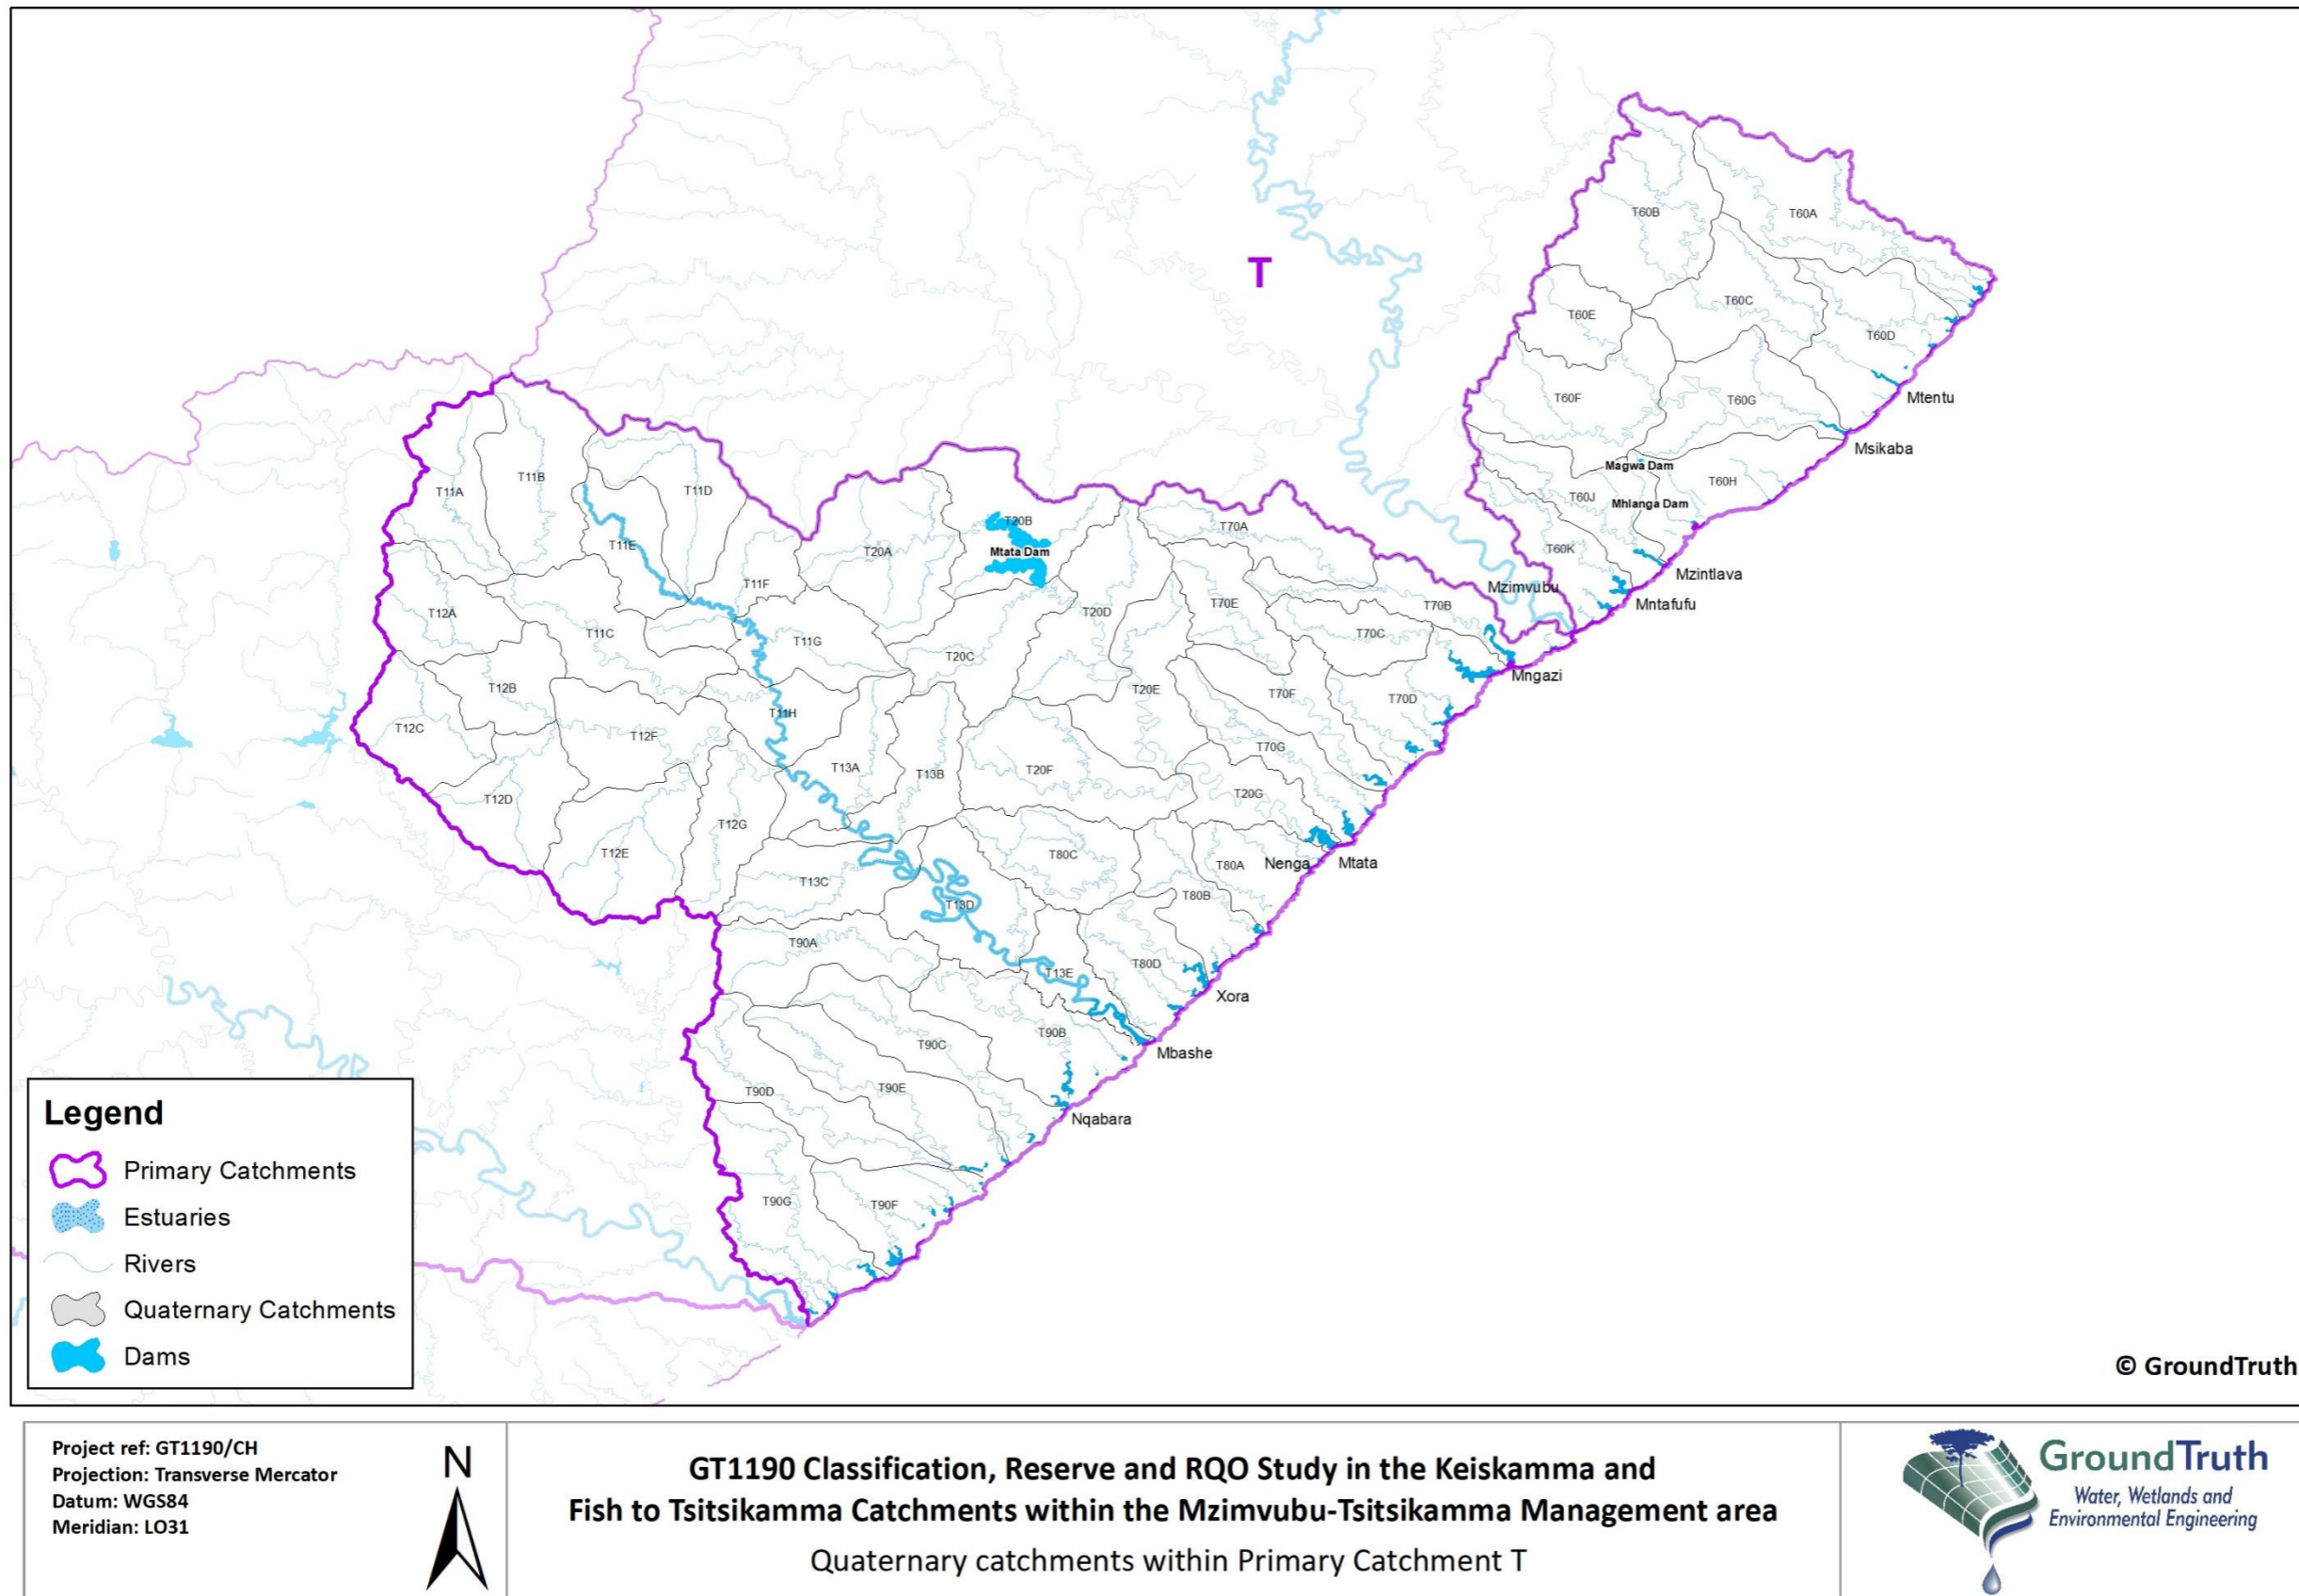 T
T60B
T60A
T60C
T60E
T60D
T60F
T60G
Mtentu
Msikaba
Magwa Dam
T60H
T60J
Mhlanga Dam
T60K
Mzintlava
Mzimvubu
Mntafufu
T11A
T11B
T11D
T11E
T20B
Mtata Dam
T20A
T70A
T11F
T12A
T11C
T11G
T20D
T70E
T70B
T70C
T20C
Mngazi
T12B
T20E
T70F
T70D
T12C
T12F
T11H
T70G
T13A
T13B
T20F
T12D
T20G
T12G
T12E
T80C
T80A
Nenga
Mtata
T13C
T80B
T13D
T90A
T13E
T80D
Xora
T90B
T90C
Mbashe
T90D
T90E
Nqabara
T90G
T90F
Legend
Primary Catchments
Estuaries
Rivers
Quaternary Catchments
Dams
© GroundTruth
Project ref: GT1190/CH
Projection: Transverse Mercator
Datum: WGS84
Meridian: LO31
N
GT1190 Classification, Reserve and RQO Study in the Keiskamma and
Fish to Tsitsikamma Catchments within the Mzimvubu-Tsitsikamma Management area
Quaternary catchments within Primary Catchment T
GroundTruth
Water, Wetlands and
Environmental Engineering